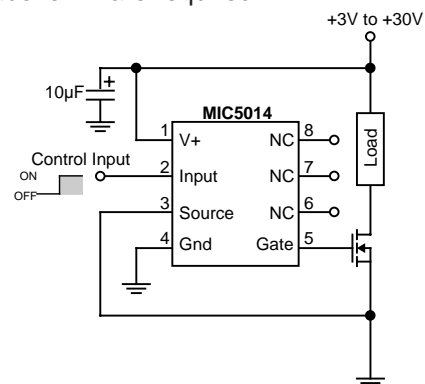 +3V to +30V
10µF
+
MIC5014
1 V+ NC 8
Control Input
ON
OFF
2 Input NC 7
3 Source NC 6
4 Gnd Gate 5
Load